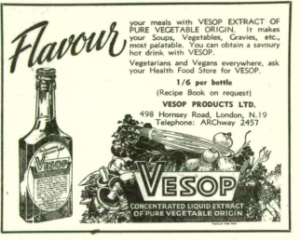 Flavour
your meals with VESOP EXTRACT OF
PURE VEGETABLE ORIGIN. It makes
your Soups, Vegetables, Gravies, etc.,
most palatable. You can obtain a savoury
hot drink with VESOP.
Vegetarians and Vegans everywhere, ask
your Health Food Store for VESOP.
1/6 per bottle
(Recipe Book on request)
VESOP PRODUCTS LTD.
498 Hornsey Road, London, N.19
Telephone: ARChway 2457
VESOP
VESOP
CONCENTRATED LIQUID EXTRACT
OF PURE VEGETABLE ORIGIN